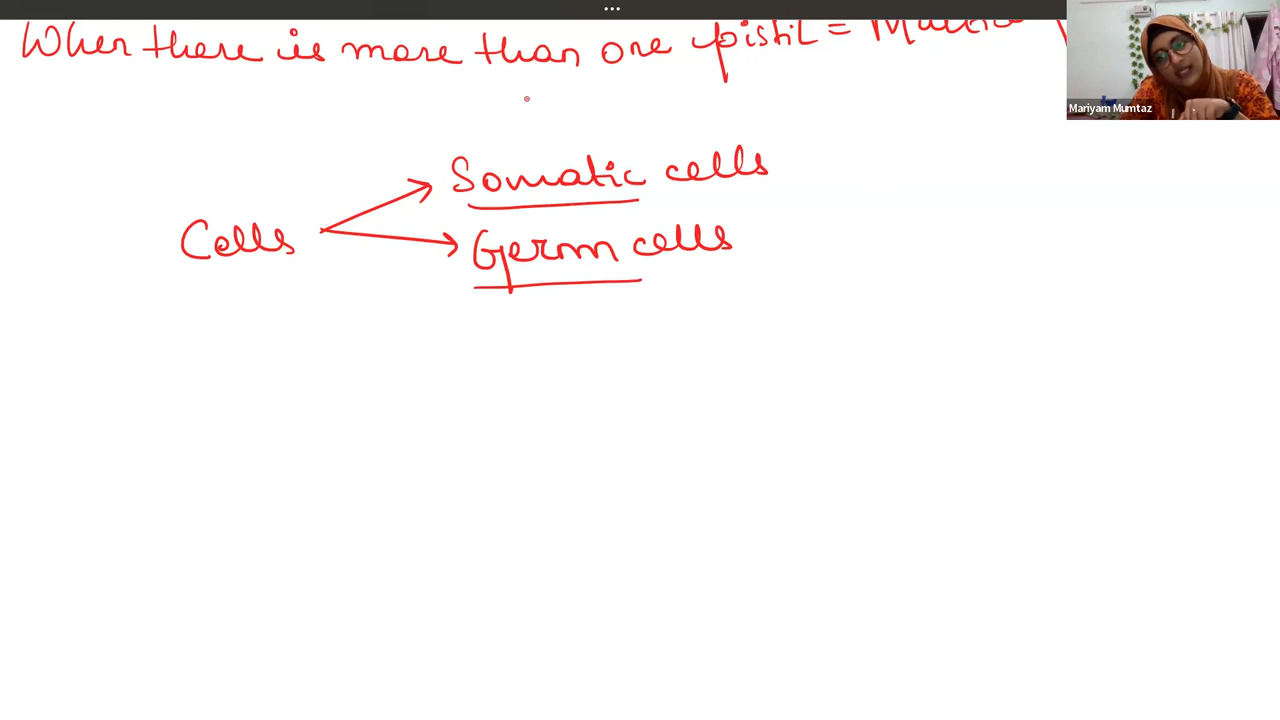 When there is more than one pistil =
Mariyam Mumtaz
Somatic cells
Cells
Germ cells